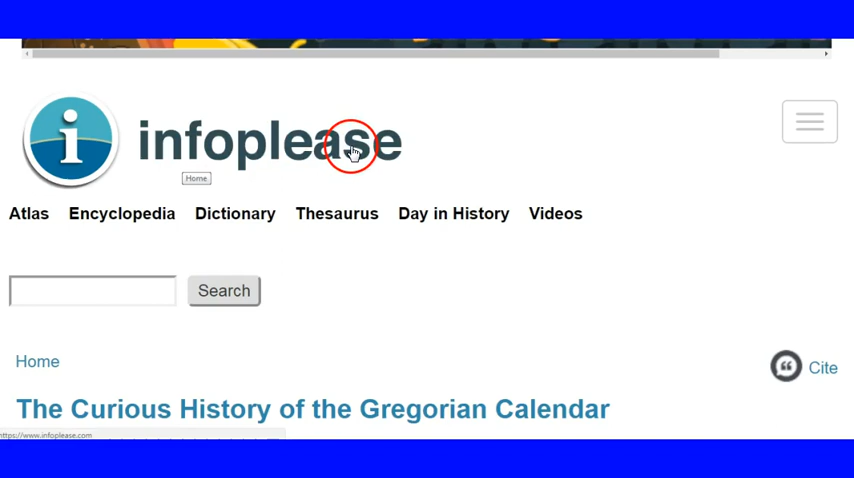 i infoplease
Home
Atlas Encyclopedia Dictionary Thesaurus Day in History Videos
Search
Home
Cite
The Curious History of the Gregorian Calendar
https://www.infoplease.com